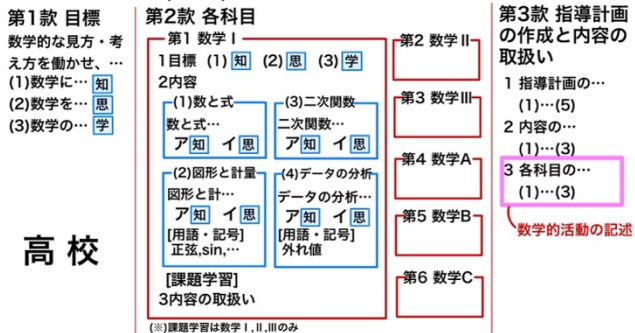 第1款 目標
数学的な見方・考
え方を働かせ、…
(1)数学に… 知
(2)数学を… 思
(3)数学の… 学
高校
第2款 各科目
第1 数学Ⅰ
1目標 (1) 知 (2) 思 (3) 学
2内容
(1)数と式
数と式…
ア知 イ思
(3)二次関数
二次関数…
ア知 イ思
(2)図形と計量
図形と計…
ア知 イ思
[用語・記号]
正弦,sin,…
(4)データの分析
データの分析…
ア知 イ思
[用語・記号]
外れ値
[課題学習]
3内容の取扱い
(※)課題学習は数学Ⅰ,Ⅱ,Ⅲのみ
第2 数学Ⅱ
第3 数学Ⅲ
第4 数学A
第5 数学B
第6 数学C
第3款 指導計画
の作成と内容の
取扱い
1 指導計画の…
(1)…(5)
2 内容の…
(1)…(3)
3 各科目の…
(1)…(3)
数学的活動の記述